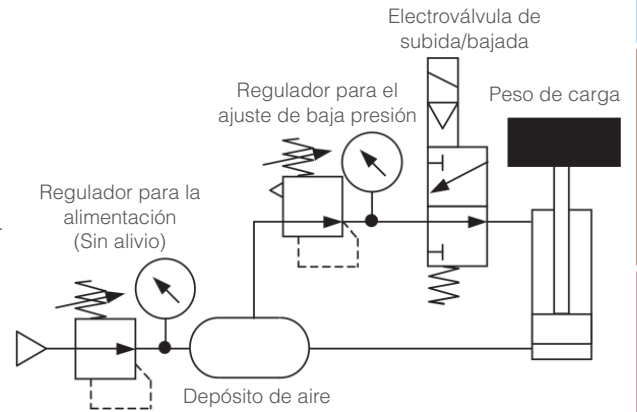 Electroválvula de
subida/bajada
Regulador para el
ajuste de baja presión
Peso de carga
Regulador para la
alimentación
(Sin alivio)
Depósito de aire